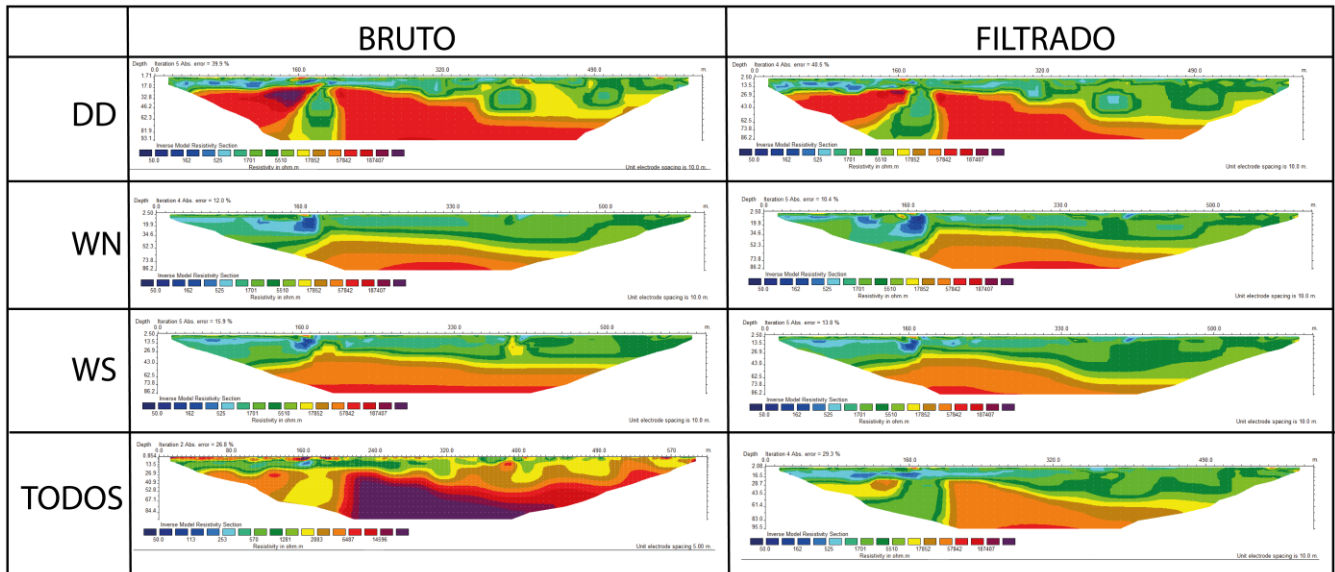 BRUTO
FILTRADO
DD
Depth Iteration 5 Abs. error = 39.9 %
0.0 160.0 320.0 490.0 m.
1.71
17.0
32.8
46.2
62.3
81.9
93.1
Inverse Model Resistivity Section
50.0 162 525 1701 5510 17852 57842 187407
Resistivity in ohm.m
Unit electrode spacing is 10.0 m.
Depth Iteration 4 Abs. error = 40.5 %
0.0 160.0 320.0 490.0 m.
2.50
13.5
26.9
43.0
62.5
73.8
86.2
Inverse Model Resistivity Section
50.0 162 525 1701 5510 17852 57842 187407
Resistivity in ohm.m
Unit electrode spacing is 10.0 m.
WN
Depth Iteration 4 Abs. error = 12.0 %
0.0 160.0 330.0 500.0 m.
2.50
19.9
34.6
52.3
73.8
86.2
Inverse Model Resistivity Section
50.0 162 525 1701 5510 17852 57842 187407
Resistivity in ohm.m
Unit electrode spacing is 10.0 m.
Depth Iteration 5 Abs. error = 10.4 %
0.0 160.0 330.0 500.0 m.
2.50
19.9
34.6
52.3
73.8
86.2
Inverse Model Resistivity Section
50.0 162 525 1701 5510 17852 57842 187407
Resistivity in ohm.m
Unit electrode spacing is 10.0 m.
WS
Depth Iteration 5 Abs. error = 15.9 %
0.0 160.0 330.0 500.0 m.
2.50
13.5
26.9
43.0
62.5
73.8
86.2
Inverse Model Resistivity Section
50.0 162 525 1701 5510 17852 57842 187407
Resistivity in ohm.m
Unit electrode spacing is 10.0 m.
Depth Iteration 5 Abs. error = 13.8 %
0.0 160.0 330.0 500.0 m.
2.50
13.5
26.9
43.0
62.5
73.8
86.2
Inverse Model Resistivity Section
50.0 162 525 1701 5510 17852 57842 187407
Resistivity in ohm.m
Unit electrode spacing is 10.0 m.
TODOS
Depth Iteration 2 Abs. error = 26.8 %
0.0 80.0 160.0 240.0 320.0 400.0 490.0 570 m.
0.854
13.5
26.9
40.9
52.8
67.1
84.4
Inverse Model Resistivity Section
50.0 113 253 570 1281 2883 6487 14596
Resistivity in ohm.m
Unit electrode spacing 5.00 m.
Depth Iteration 4 Abs. error = 29.3 %
0.0 160.0 320.0 490.0 m.
2.98
16.5
61.4
95.5
Inverse Model Resistivity Section
50.0 162 525 1701 5510 17852 57842 187407
Resistivity in ohm.m
Unit electrode spacing is 10.0 m.